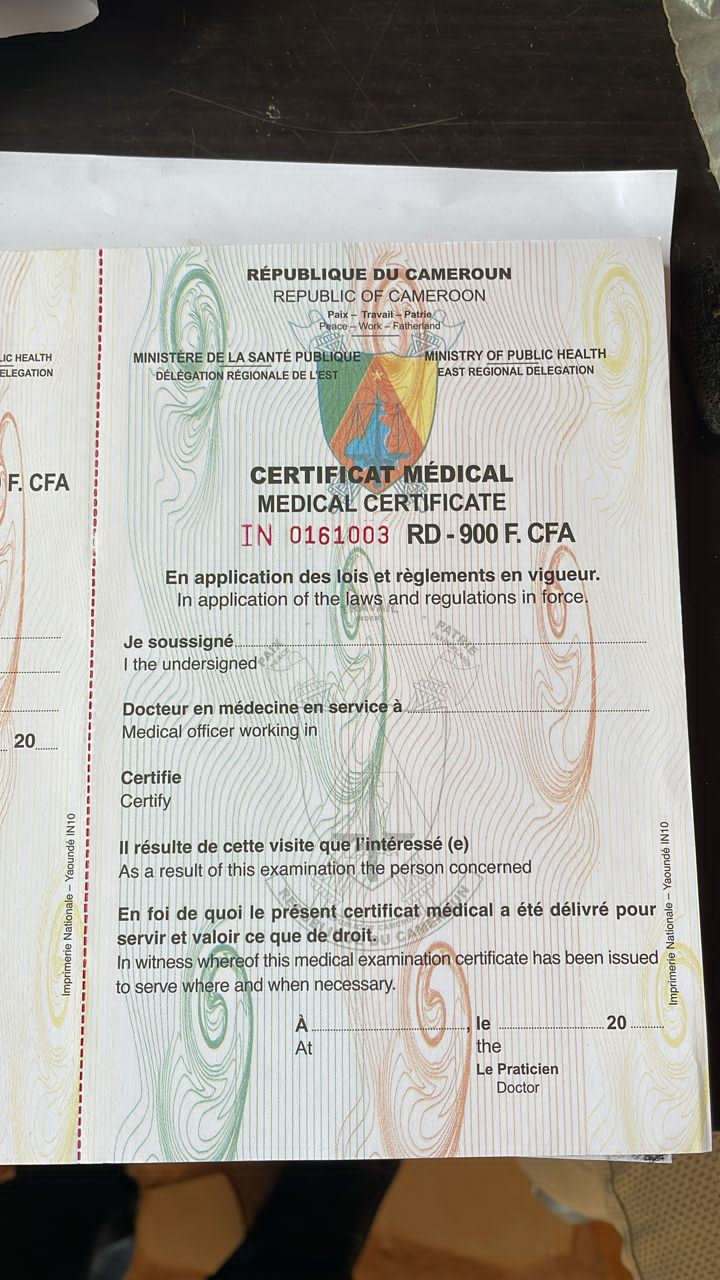 RÉPUBLIQUE DU CAMEROUN
REPUBLIC OF CAMEROON
Paix – Travail – Patrie
Peace – Work – Fatherland
MINISTÈRE DE LA SANTÉ PUBLIQUE
DÉLÉGATION RÉGIONALE DE L'EST
MINISTRY OF PUBLIC HEALTH
EAST REGIONAL DELEGATION
CERTIFICAT MÉDICAL
MEDICAL CERTIFICATE
IN 0161003 RD - 900 F. CFA
En application des lois et règlements en vigueur.
In application of the laws and regulations in force.
Je soussigné
I the undersigned
PAIX
PATRIE
Docteur en médecine en service à
Medical officer working in
Certifie
Certify
Il résulte de cette visite que l'intéressé (e)
As a result of this examination the person concerned
En foi de quoi le présent certificat médical a été délivré pour
servir et valoir ce que de droit.
In witness whereof this medical examination certificate has been issued
to serve where and when necessary.
À ........, le ........ 20 ........
At the
Le Praticien
Doctor
Imprimerie Nationale – Yaoundé IN10
LIC HEALTH
ELEGATION
F. CFA
20
Imprimerie Nationale – Yaoundé IN10